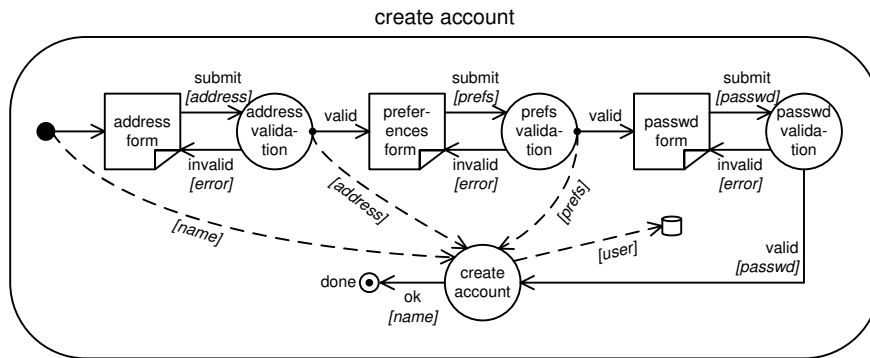 create account
submit
[address]
address
form
address
valida-
tion
invalid
[error]
valid
submit
[prefs]
prefer-
ences
form
prefs
valida-
tion
invalid
[error]
valid
submit
[passwd]
passwd
form
passwd
valida-
tion
invalid
[error]
[name]
[address]
[prefs]
[user]
valid
[passwd]
create
account
done
ok
[name]